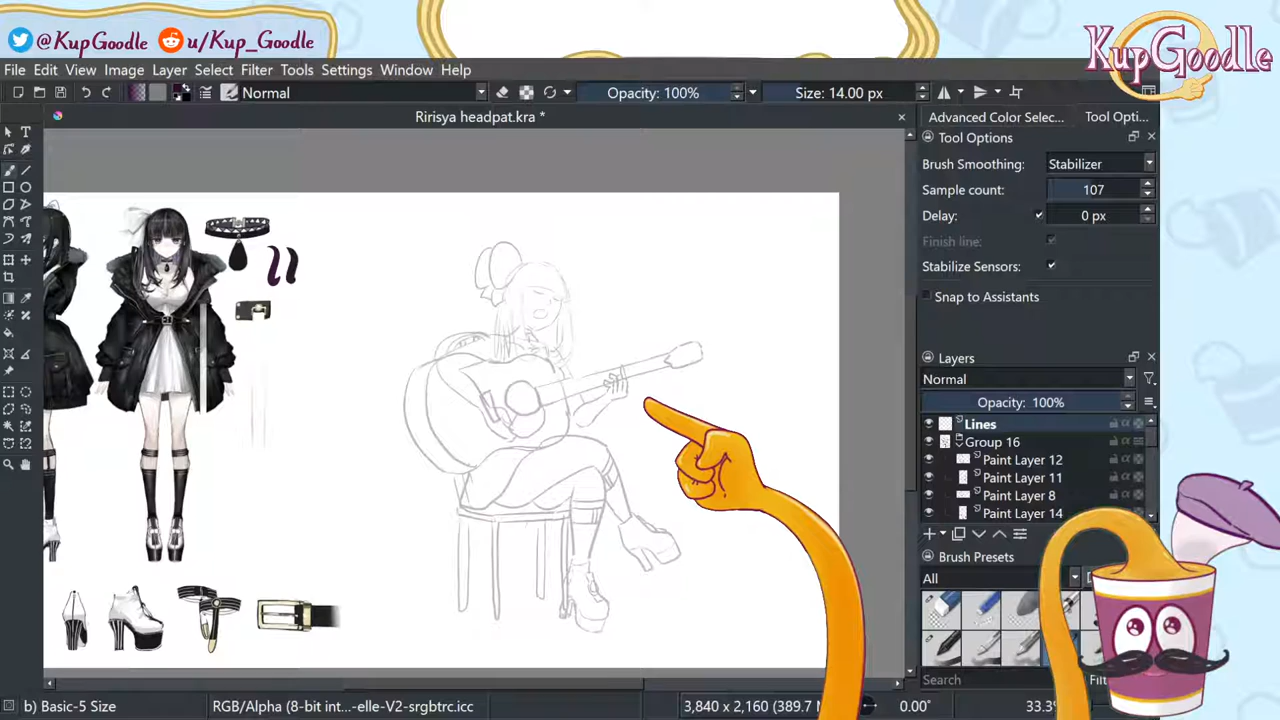 @KupGoodle u/Kup_Goodle
KupGoodle
File Edit View Image Layer Select Filter Tools Settings Window Help
Normal Opacity: 100% Size: 14.00 px
Ririsya headpat.kra *
Advanced Color Selec... Tool Opti...
Tool Options
Brush Smoothing: Stabilizer
Sample count: 107
Delay: 0 px
Finish line:
Stabilize Sensors:
Snap to Assistants
Layers
Normal
Opacity: 100%
Lines
Group 16
Paint Layer 12
Paint Layer 11
Paint Layer 8
Paint Layer 14
Brush Presets
All
Search
b) Basic-5 Size RGB/Alpha (8-bit int...-elle-V2-srgbtrc.icc 3,840 x 2,160 (389.7 M 0.00° 33.3